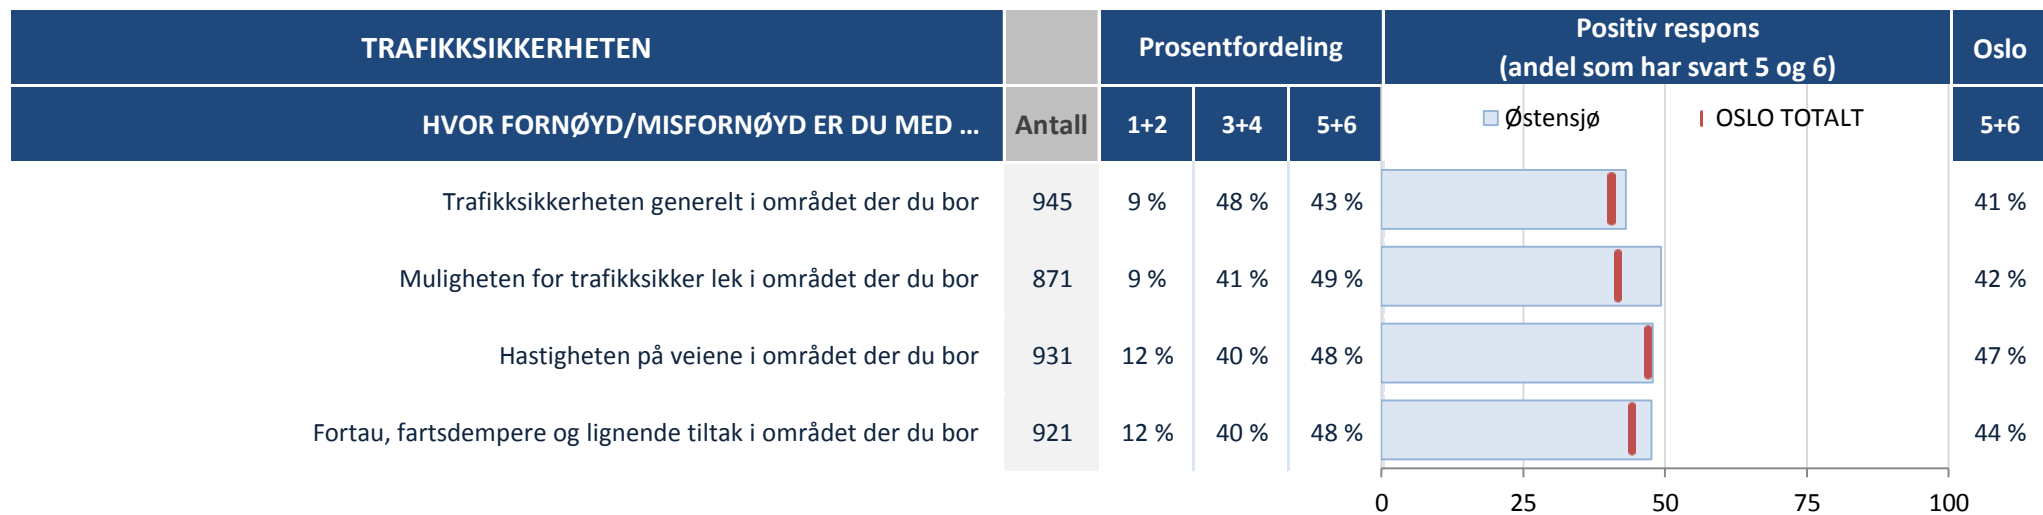 TRAFIKKSIKKERHETEN Prosentfordeling Positiv respons (andel som har svart 5 og 6) Oslo
HVOR FORNØYD/MISFORNØYD ER DU MED ... Antall 1+2 3+4 5+6 Østensjø OSLO TOTALT 5+6
Trafikksikkerheten generelt i området der du bor 945 9 % 48 % 43 % 41 %
Muligheten for trafikksikker lek i området der du bor 871 9 % 41 % 49 % 42 %
Hastigheten på veiene i området der du bor 931 12 % 40 % 48 % 47 %
Fortau, fartsdempere og lignende tiltak i området der du bor 921 12 % 40 % 48 % 44 %
0 25 50 75 100